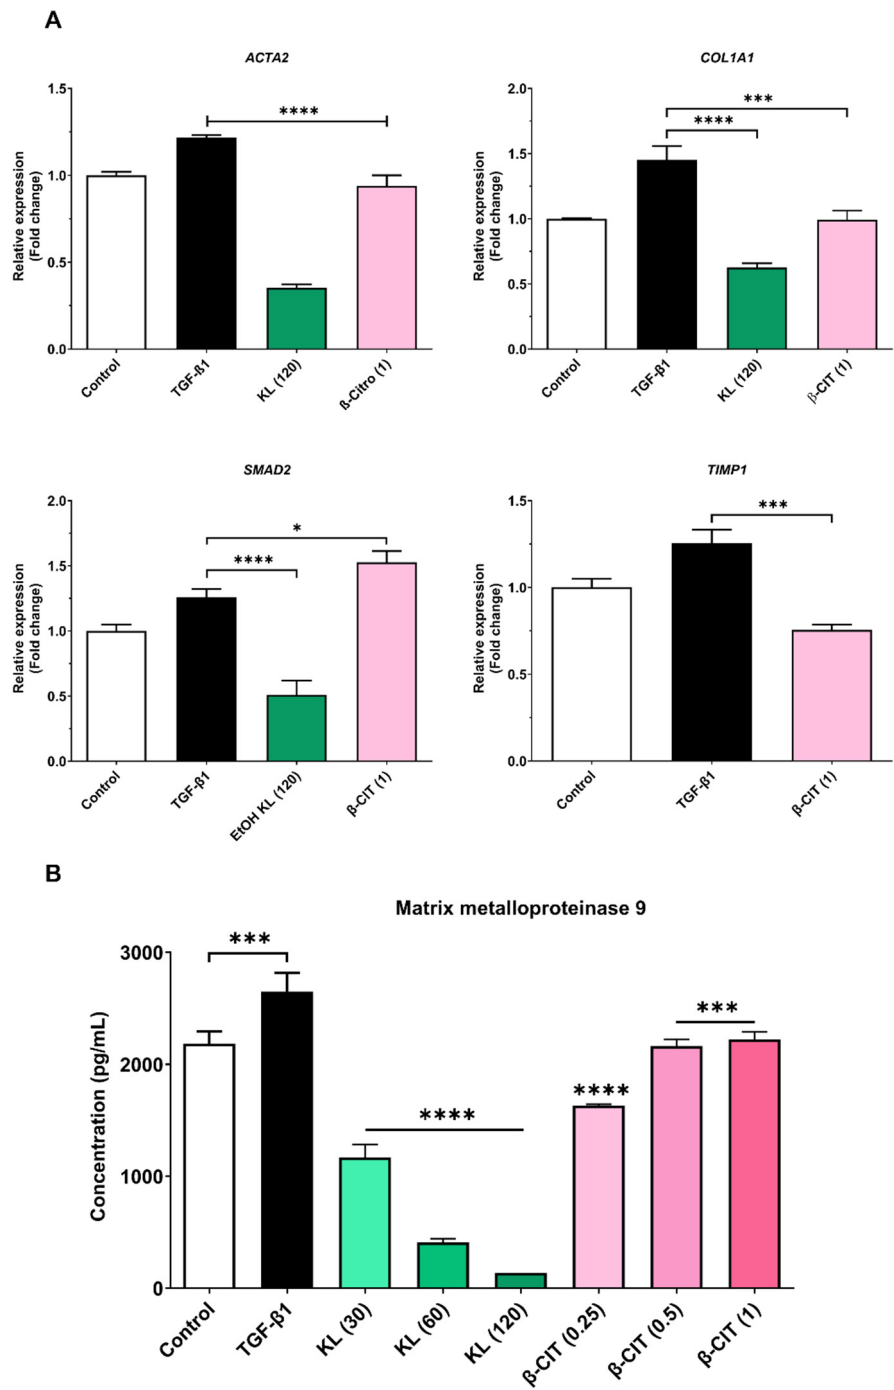 A
ACTA2
1.5
1.0
0.5
0.0
Relative expression
(Fold change)
****
Control
TGF-ß1
KL (120)
ß-Citro (1)
COL1A1
2.0
1.5
1.0
0.5
0.0
Relative expression
(Fold change)
***
****
Control
TGF-ß1
KL (120)
β-CIT (1)
SMAD2
2.0
1.5
1.0
0.5
0.0
Relative expression
(Fold change)
*
****
Control
TGF-β1
EtOH KL (120)
β-CIT (1)
TIMP1
1.5
1.0
0.5
0.0
Relative expression
(Fold change)
***
Control
TGF-β1
β-CIT (1)
B
Matrix metalloproteinase 9
3000
2000
1000
0
Concentration (pg/mL)
***
****
****
***
Control
TGF-β1
KL (30)
KL (60)
KL (120)
β-CIT (0.25)
β-CIT (0.5)
β-CIT (1)